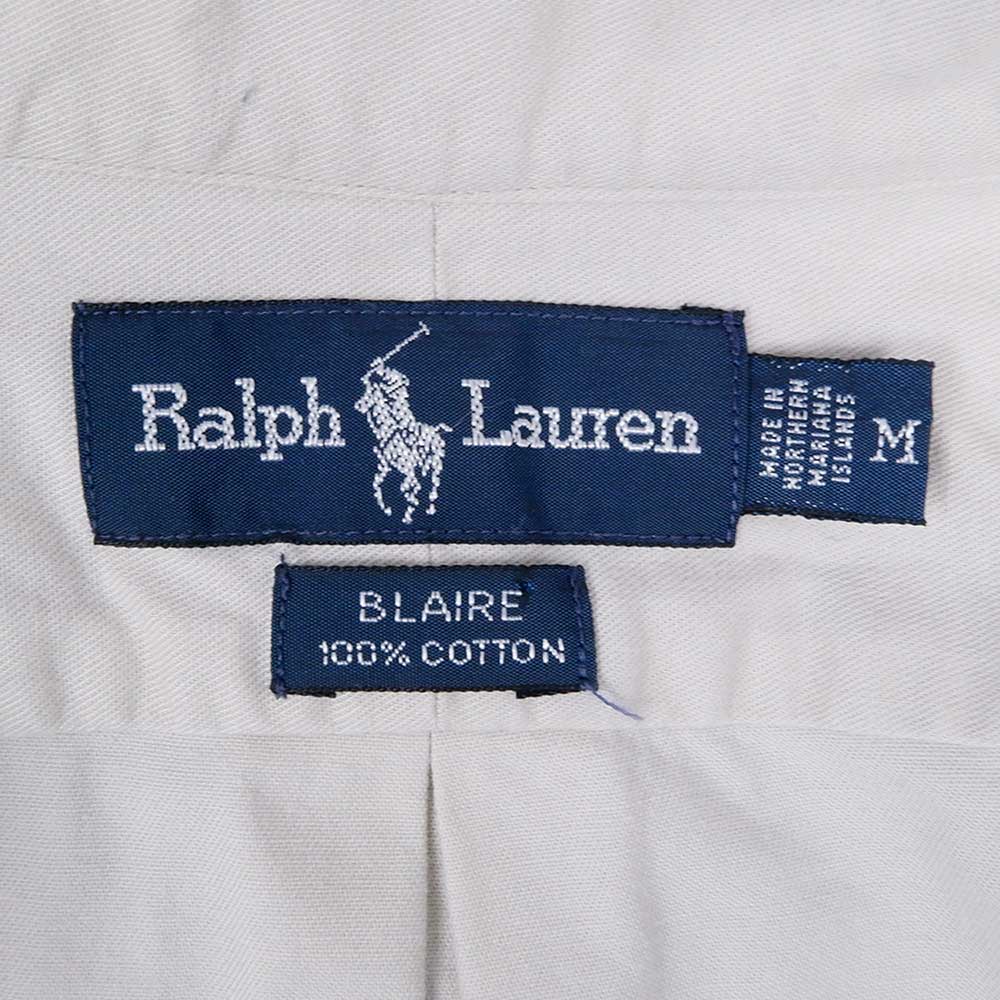 Ralph Lauren
MADE IN
NORTHERN
MARIANA
ISLANDS
M
BLAIRE
100% COTTON